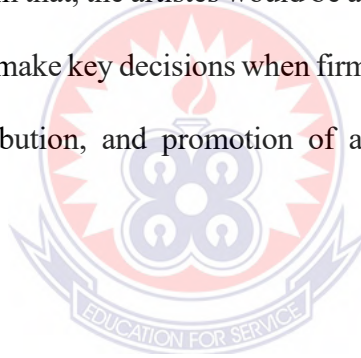 that, the artistes would be a
make key decisions when firm
bution, and promotion of a
EDUCATION FOR SERVICE